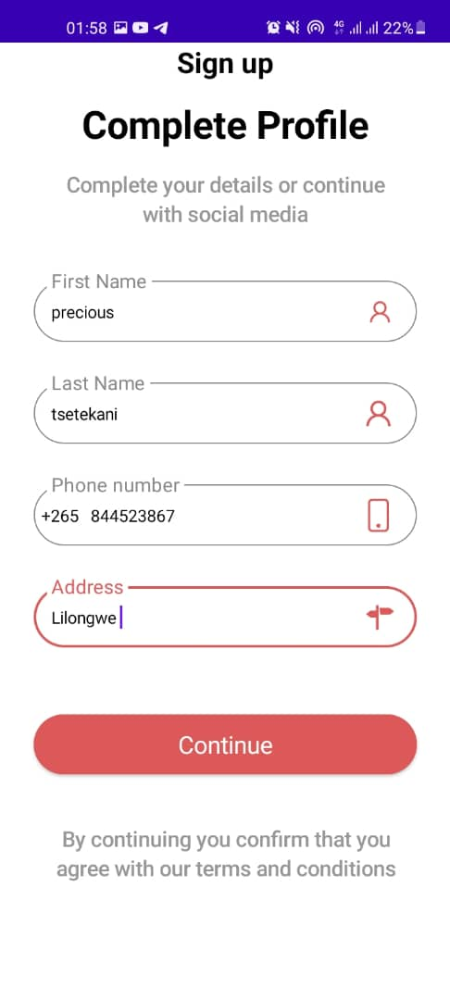 01:58 4G 22%
Sign up
Complete Profile
Complete your details or continue
with social media
First Name
precious
Last Name
tsetekani
Phone number
+265 844523867
Address
Lilongwe
Continue
By continuing you confirm that you
agree with our terms and conditions